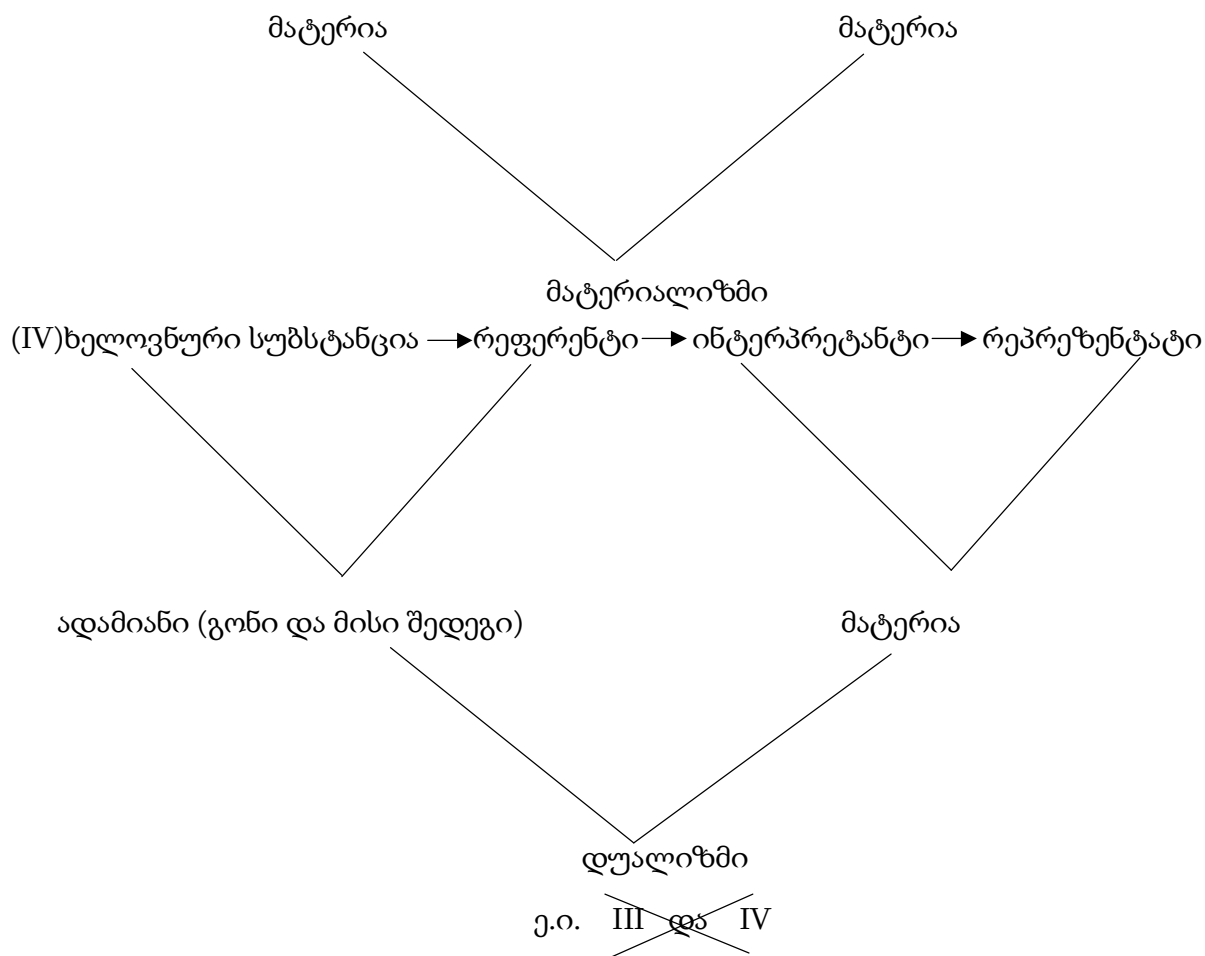 მატერია მატერია
მატერიალიზმი
(IV)ხელოვნური სუბსტანცია რეფერენტი ინტერპრეტანტი რეპრეზენტატი
ადამიანი (გონი და მისი შედეგი) მატერია
დუალიზმი
ე.ი. III და IV